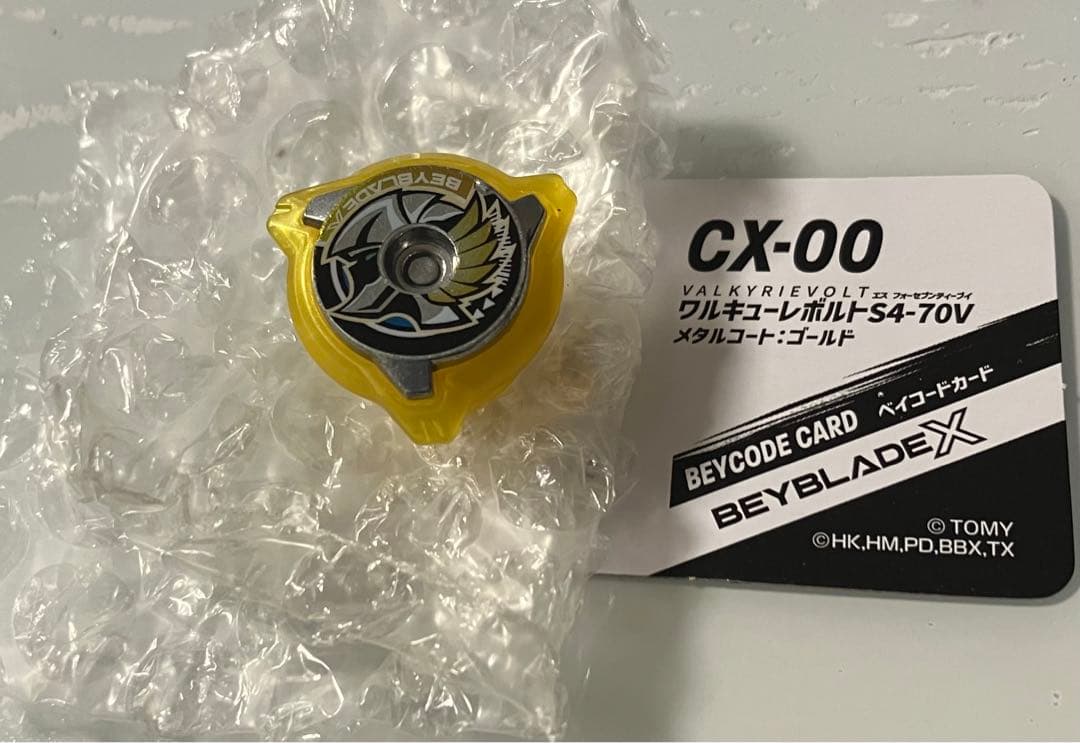 BEYBLADE
CX-00
VALKYRIEVOLT エス フォーセブンティーブイ
ワルキューレボルトS4-70V
メタルコート:ゴールド
BEYCODE CARD ベイコードカード
BEYBLADE X
© TOMY
©HK,HM,PD,BBX,TX